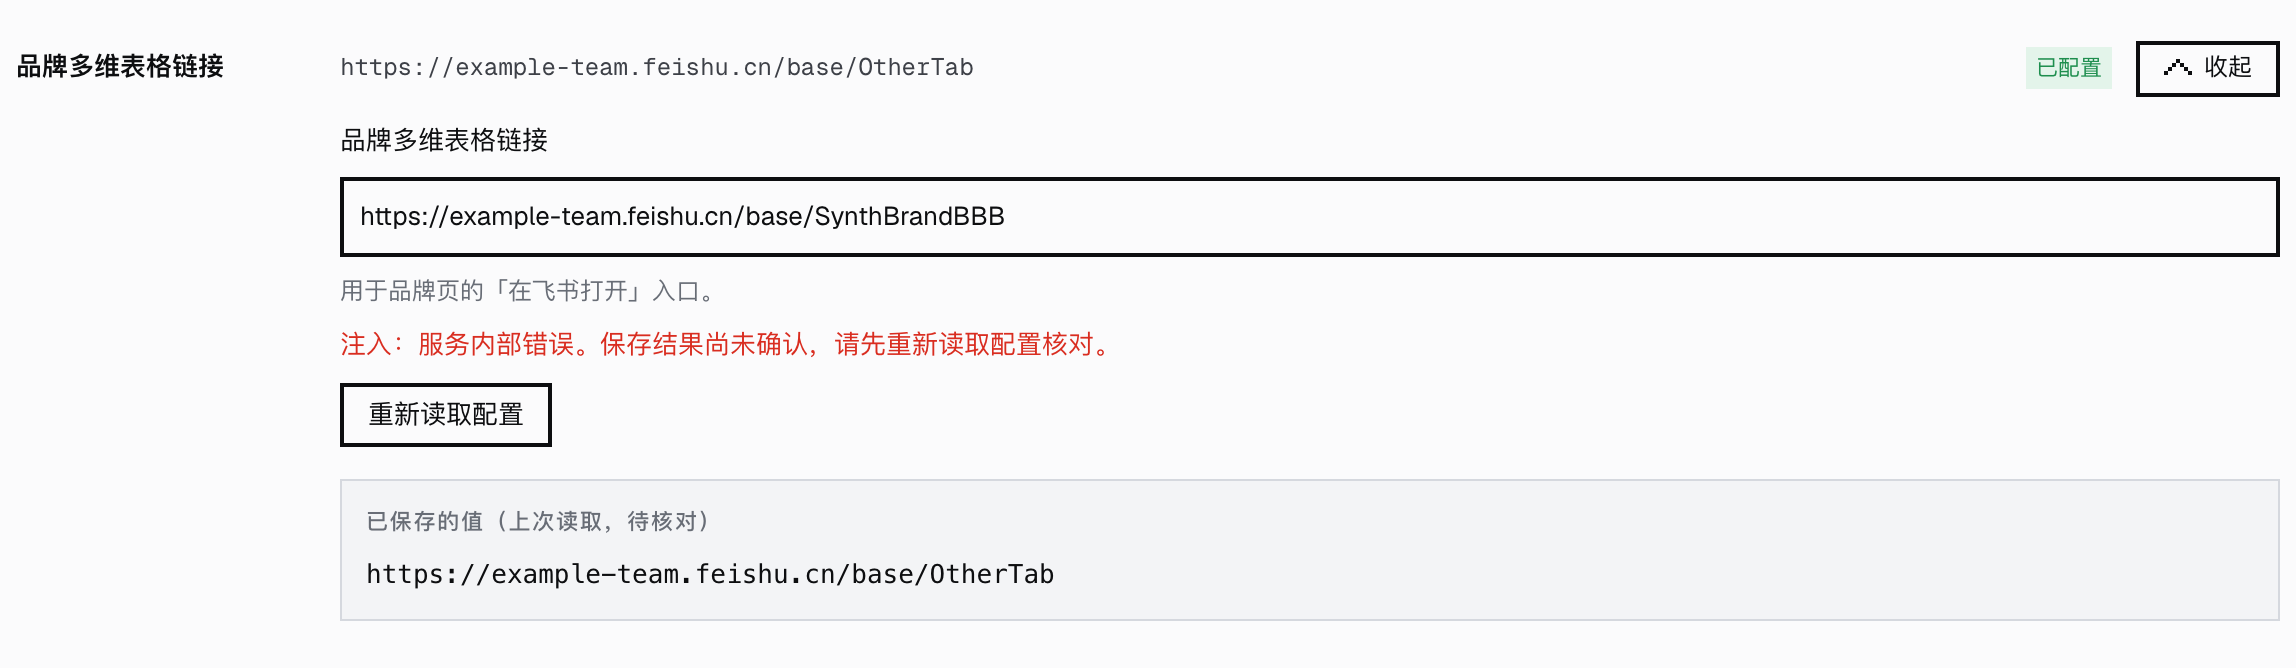 品牌多维表格链接
https://example-team.feishu.cn/base/OtherTab
已配置
收起
品牌多维表格链接
https://example-team.feishu.cn/base/SynthBrandBBB
用于品牌页的「在飞书打开」入口。
注入：服务内部错误。保存结果尚未确认，请先重新读取配置核对。
重新读取配置
已保存的值（上次读取，待核对）
https://example-team.feishu.cn/base/OtherTab